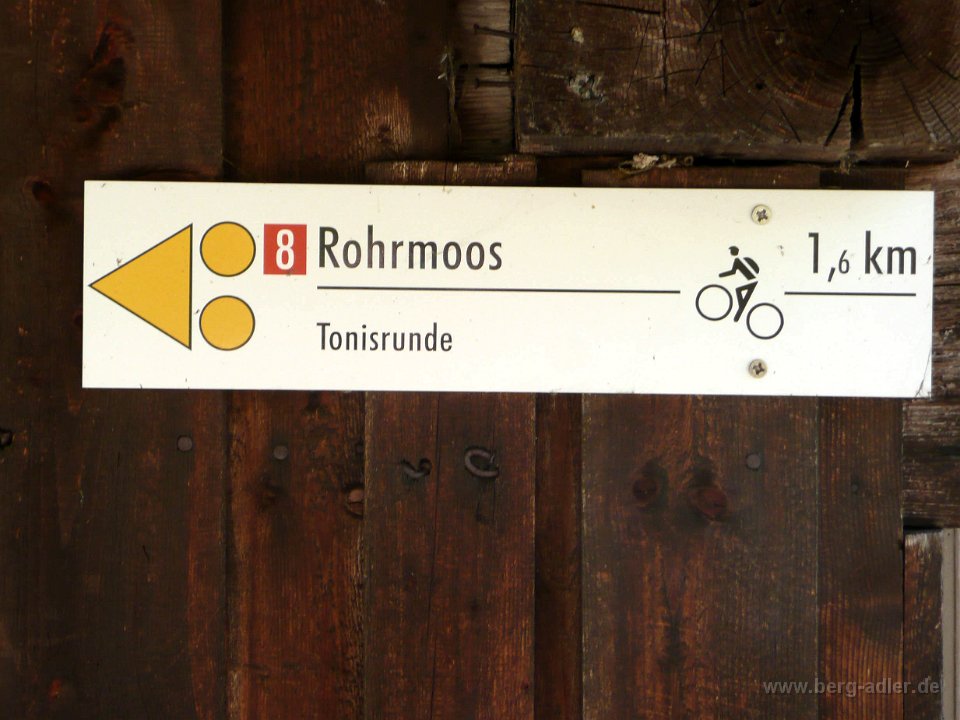 8 Rohrmoos 1,6 km
Tonisrunde
www.berg-adler.de